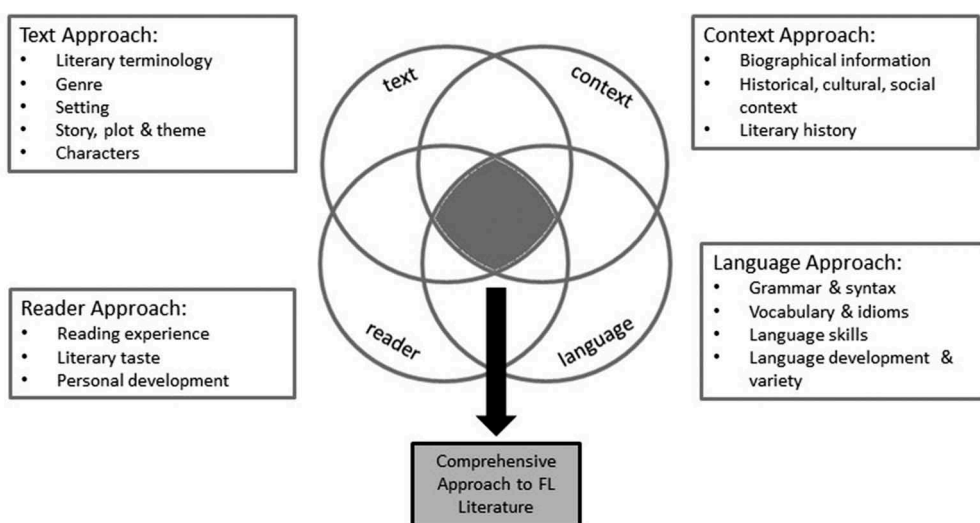 Text Approach:
• Literary terminology
• Genre
• Setting
• Story, plot & theme
• Characters
Context Approach:
• Biographical information
• Historical, cultural, social
context
• Literary history
text
context
reader
language
Reader Approach:
• Reading experience
• Literary taste
• Personal development
Language Approach:
• Grammar & syntax
• Vocabulary & idioms
• Language skills
• Language development &
variety
Comprehensive
Approach to FL
Literature